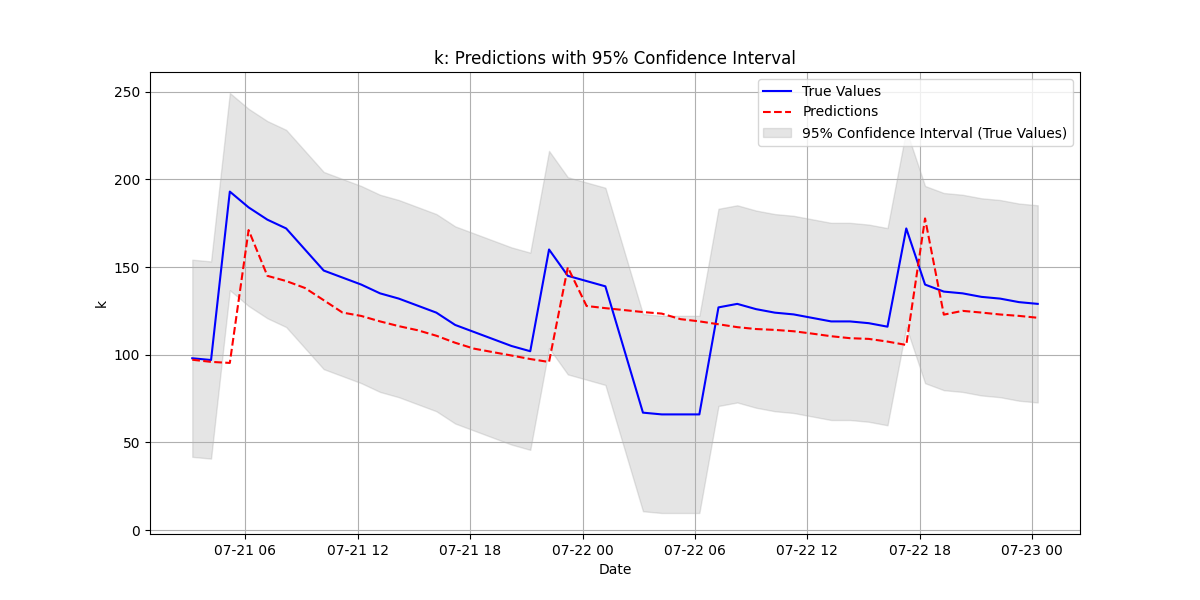 k: Predictions with 95% Confidence Interval
True Values
Predictions
95% Confidence Interval (True Values)
250
200
150
100
50
0
k
07-21 06
07-21 12
07-21 18
07-22 00
07-22 06
07-22 12
07-22 18
07-23 00
Date